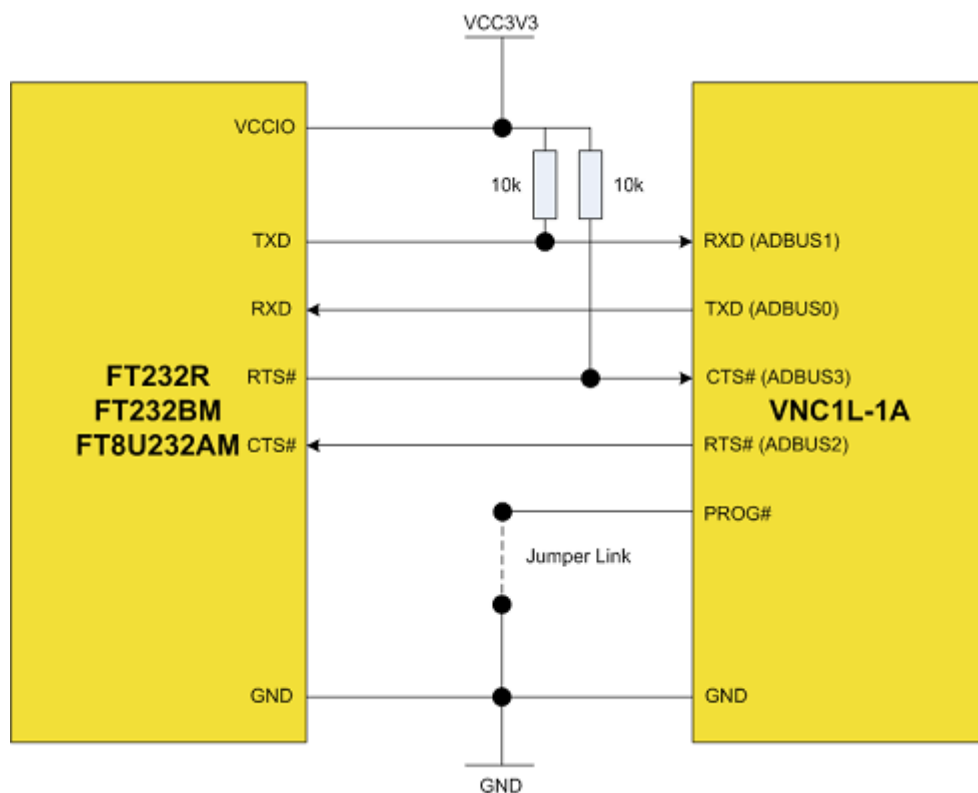 VCC3V3
VCCIO
10k
10k
TXD
RXD (ADBUS1)
RXD
TXD (ADBUS0)
FT232R
RTS#
CTS# (ADBUS3)
FT232BM
VNC1L-1A
FT8U232AM
CTS#
RTS# (ADBUS2)
PROG#
Jumper Link
GND
GND
GND